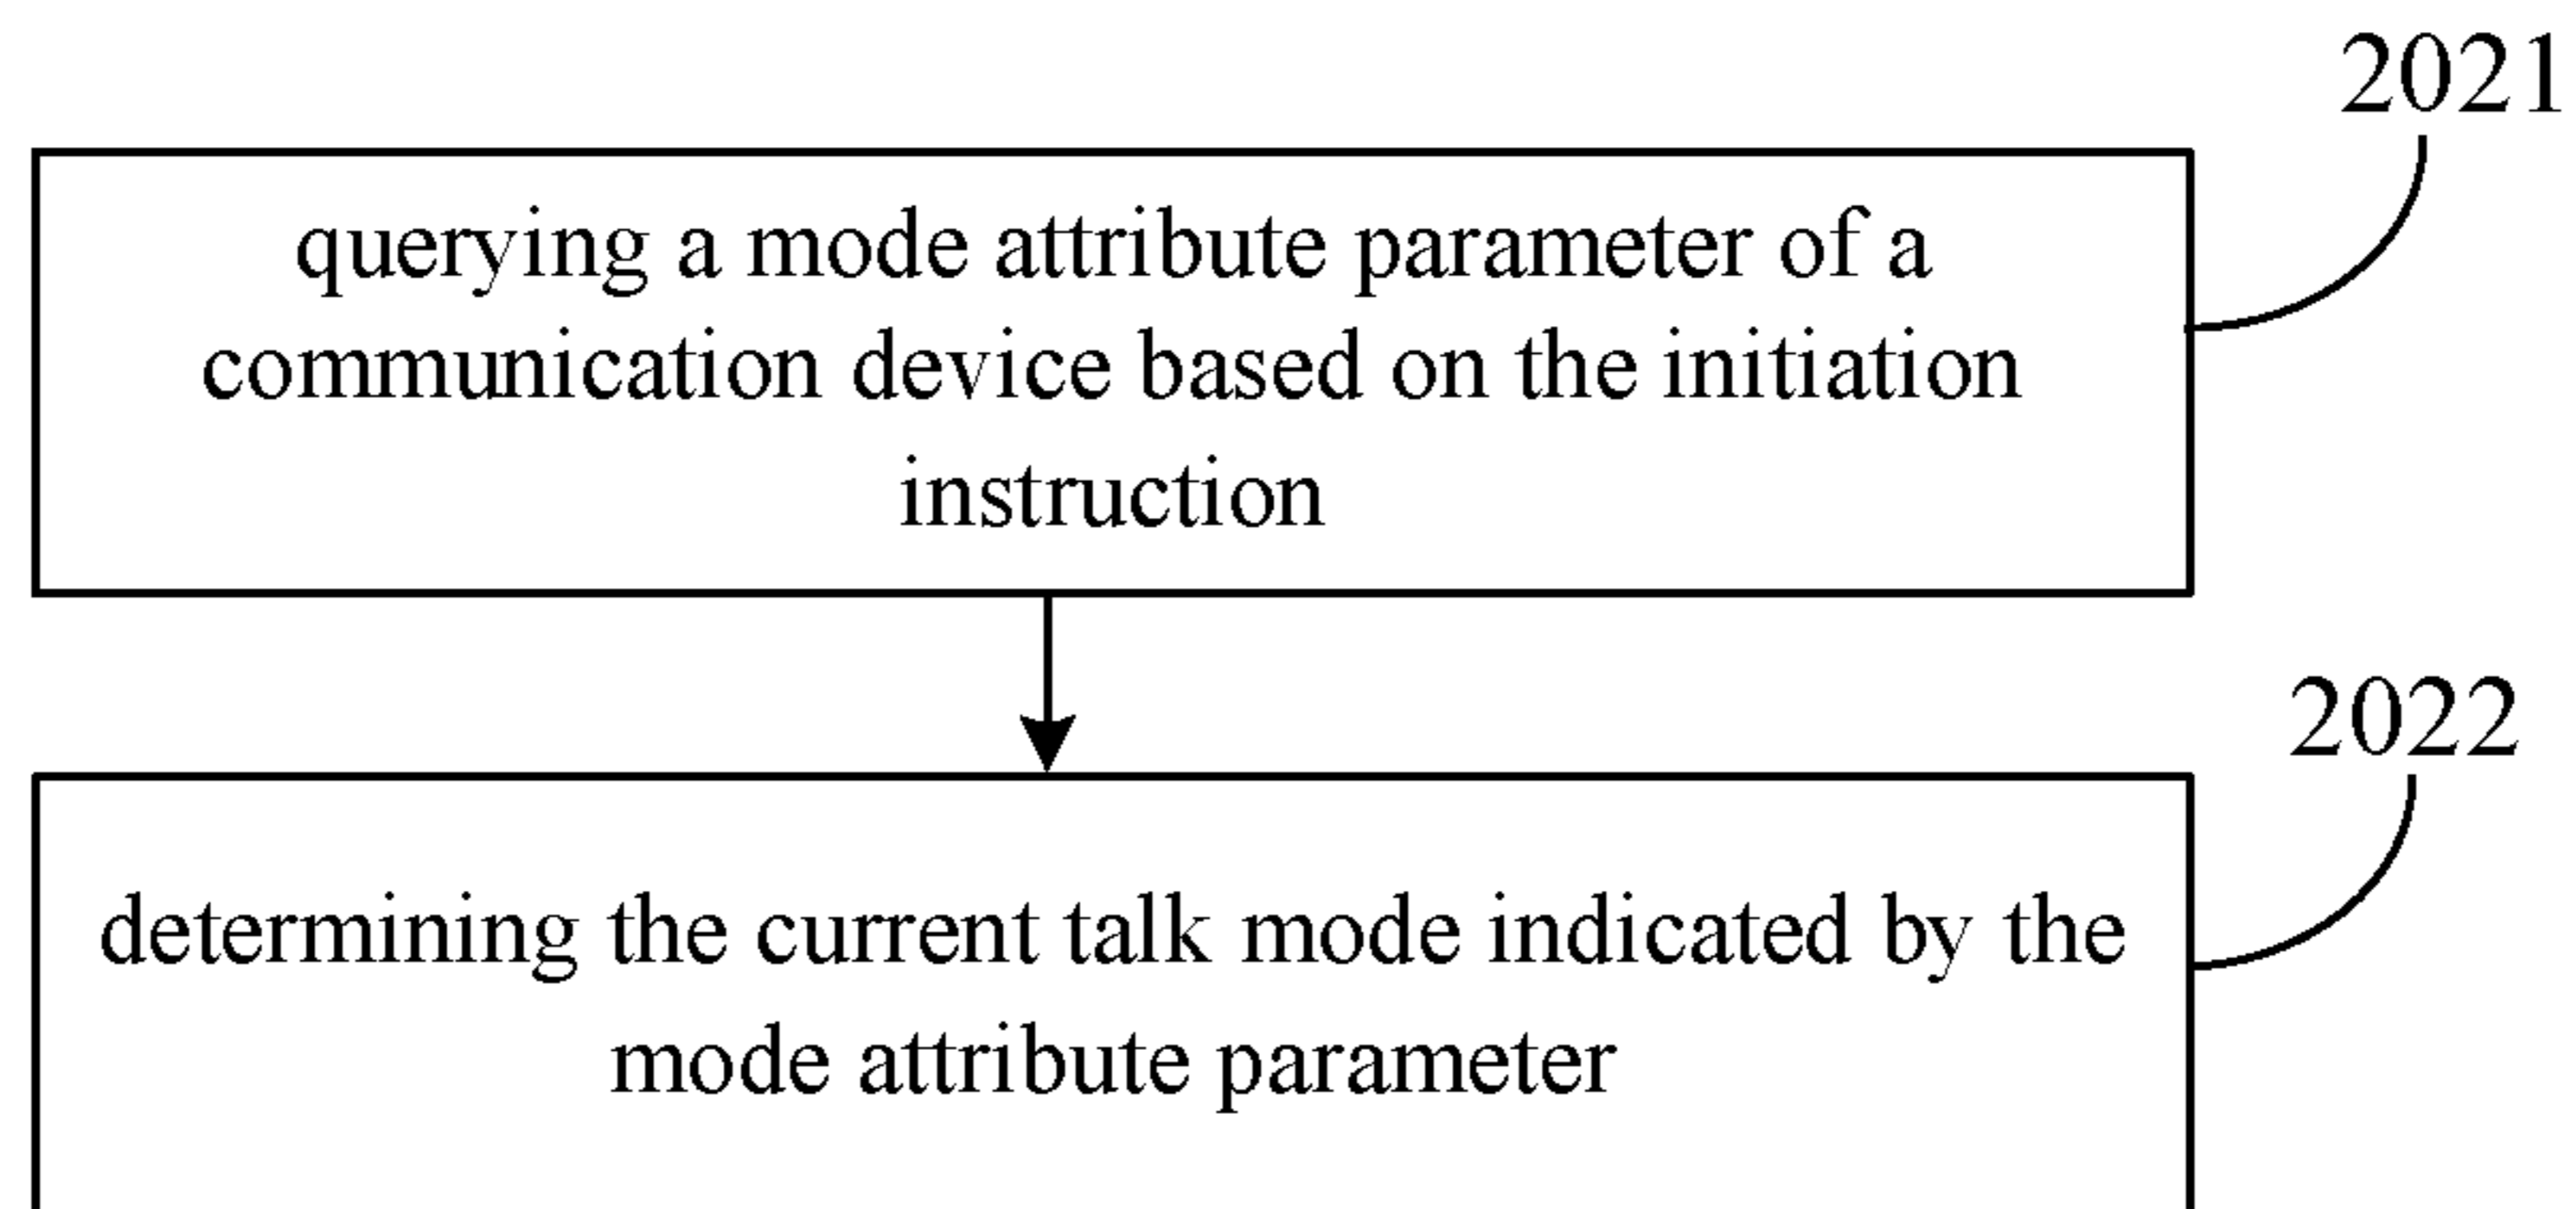 2021
querying a mode attribute parameter of a
communication device based on the initiation
instruction
2022
determining the current talk mode indicated by the
mode attribute parameter